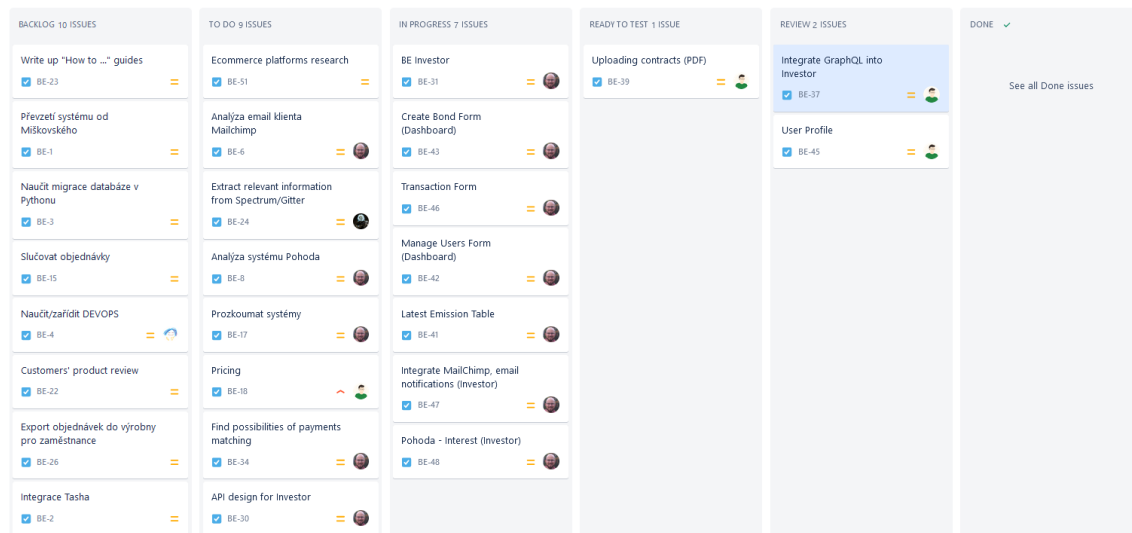 BACKLOG 10 ISSUES
Write up "How to ..." guides
BE-23
Převzetí systému od
Miškovského
BE-1
Naučit migrace databáze v
Pythonu
BE-3
Slučovat objednávky
BE-15
Naučit/zařídit DEVOPS
BE-4
Customers' product review
BE-22
Export objednávek do výrobny
pro zaměstnance
BE-26
Integrace Tasha
BE-2
TO DO 9 ISSUES
Ecommerce platforms research
BE-51
Analýza email klienta
Mailchimp
BE-6
Extract relevant information
from Spectrum/Gitter
BE-24
Analýza systému Pohoda
BE-8
Prozkoumat systémy
BE-17
Pricing
BE-18
Find possibilities of payments
matching
BE-34
API design for Investor
BE-30
IN PROGRESS 7 ISSUES
BE Investor
BE-31
Create Bond Form
(Dashboard)
BE-43
Transaction Form
BE-46
Manage Users Form
(Dashboard)
BE-42
Latest Emission Table
BE-41
Integrate MailChimp, email
notifications (Investor)
BE-47
Pohoda - Interest (Investor)
BE-48
READY TO TEST 1 ISSUE
Uploading contracts (PDF)
BE-39
REVIEW 2 ISSUES
Integrate GraphQL into
Investor
BE-37
User Profile
BE-45
DONE
See all Done issues